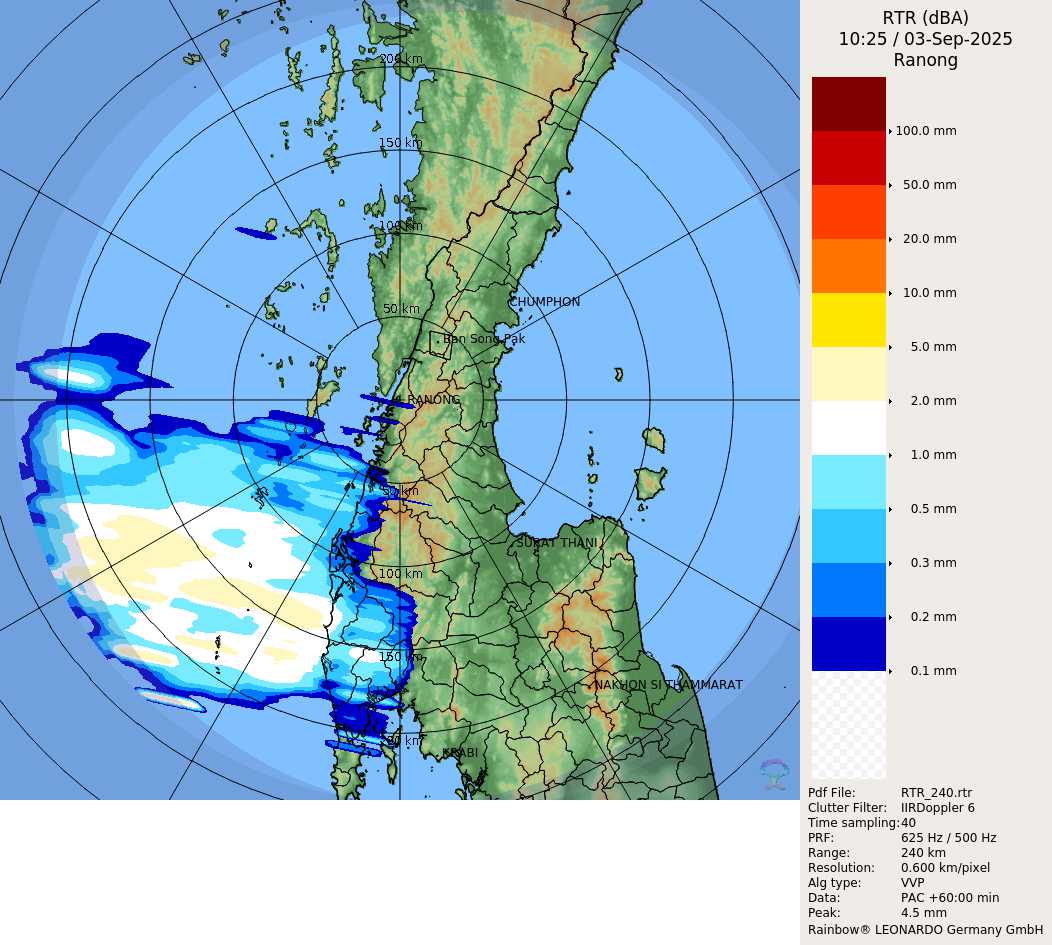 RTR (dBA)
10:25 / 03-Sep-2025
Ranong
200 km
150 km
100 km
50 km
CHUMPHON
Ban Song Pak
RANONG
50 km
SURAT THANI
100 km
150 km
NAKHON SI THAMMARAT
200 km
KRABI
100.0 mm
50.0 mm
20.0 mm
10.0 mm
5.0 mm
2.0 mm
1.0 mm
0.5 mm
0.3 mm
0.2 mm
0.1 mm
Pdf File: RTR_240.rtr
Clutter Filter: IIRDoppler 6
Time sampling:40
PRF: 625 Hz / 500 Hz
Range: 240 km
Resolution: 0.600 km/pixel
Alg type: VVP
Data: PAC +60:00 min
Peak: 4.5 mm
Rainbow® LEONARDO Germany GmbH